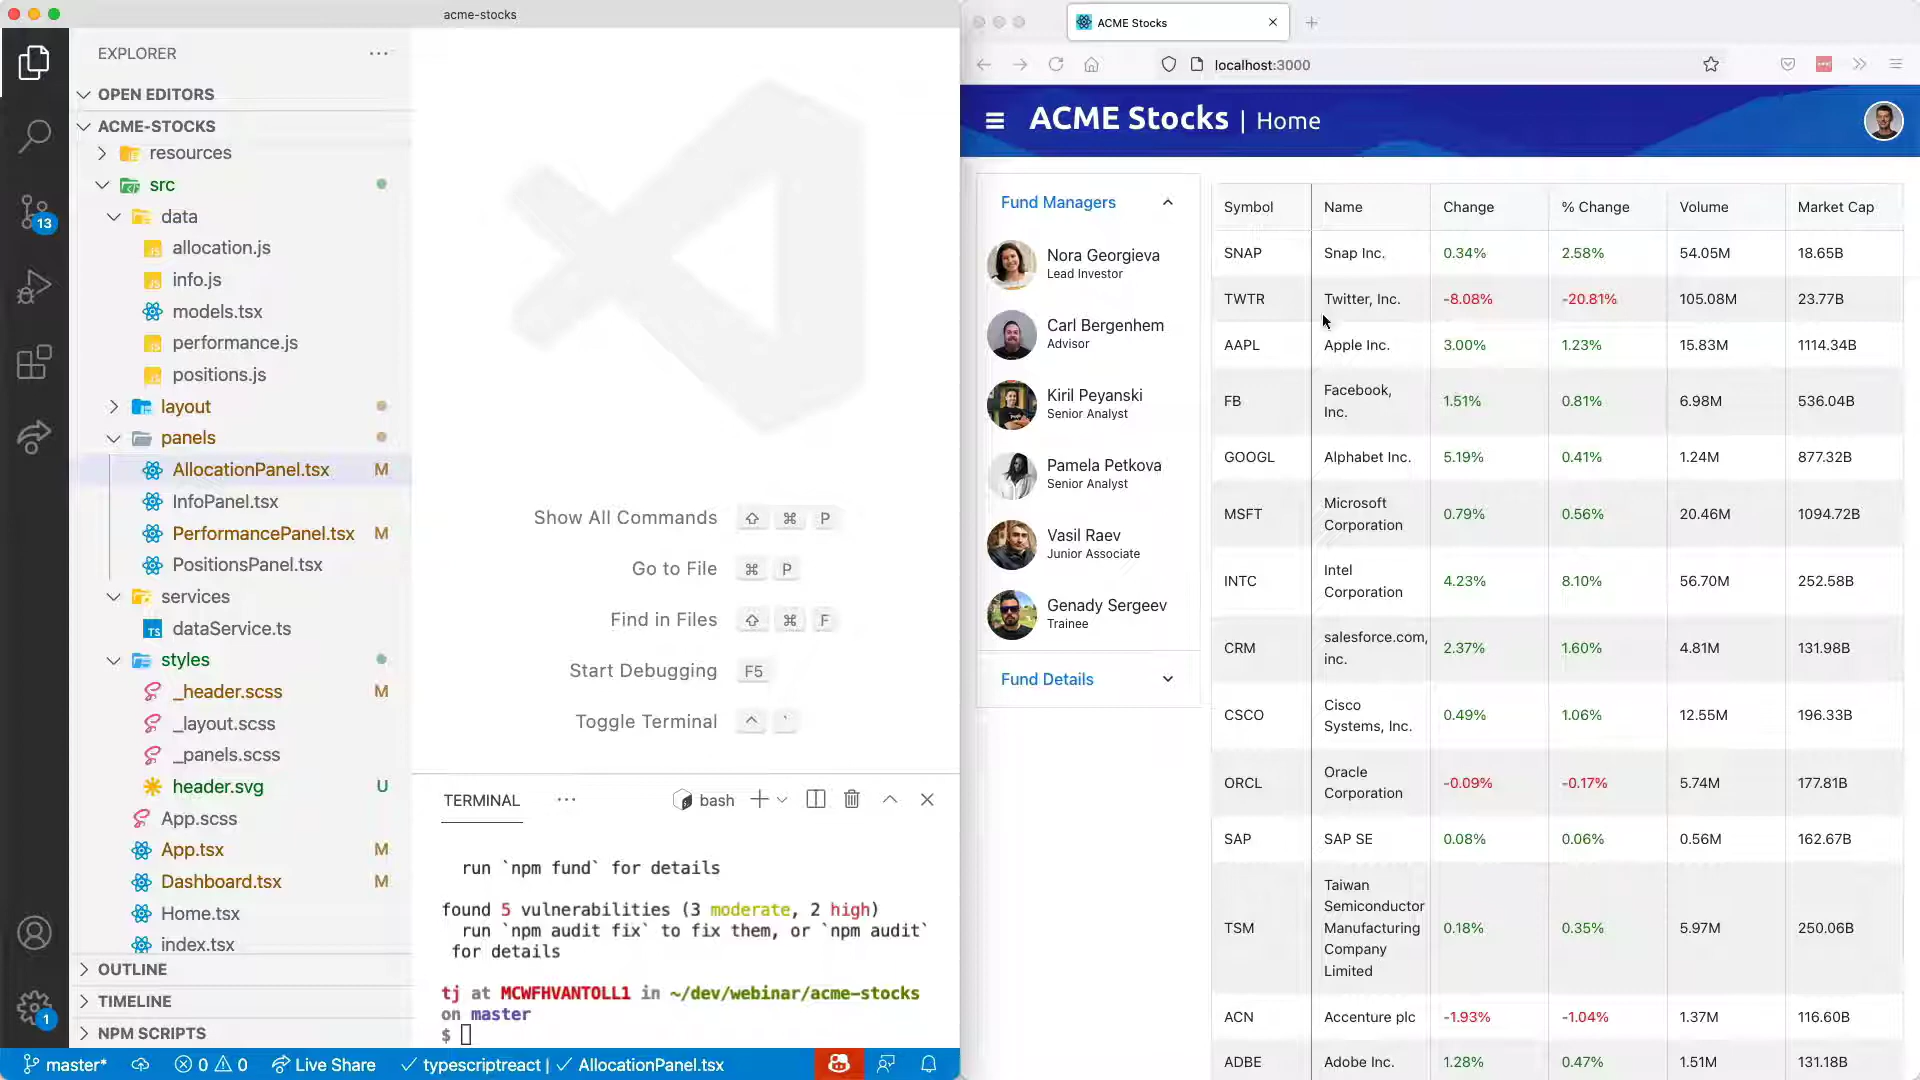 acme-stocks
EXPLORER
OPEN EDITORS
ACME-STOCKS
resources
src
data
allocation.js
info.js
models.tsx
performance.js
positions.js
layout
panels
AllocationPanel.tsx M
InfoPanel.tsx
PerformancePanel.tsx M
PositionsPanel.tsx
services
TS dataService.ts
styles
_header.scss M
_layout.scss
_panels.scss
header.svg U
App.scss
App.tsx M
Dashboard.tsx M
Home.tsx
index.tsx
OUTLINE
TIMELINE
NPM SCRIPTS
13
1
Show All Commands ⇧ ⌘ P
Go to File ⌘ P
Find in Files ⇧ ⌘ F
Start Debugging F5
Toggle Terminal ^ `
TERMINAL
bash
run `npm fund` for details
found 5 vulnerabilities (3 moderate, 2 high)
run `npm audit fix` to fix them, or `npm audit`
for details
tj at MCWFHVANTOLL1 in ~/dev/webinar/acme-stocks
on master
$
master* 0 0 Live Share typescriptreact | AllocationPanel.tsx
ACME Stocks
localhost:3000
ACME Stocks | Home
Fund Managers
Nora Georgieva
Lead Investor
Carl Bergenhem
Advisor
Kiril Peyanski
Senior Analyst
Pamela Petkova
Senior Analyst
Vasil Raev
Junior Associate
Genady Sergeev
Trainee
Fund Details
Symbol Name Change % Change Volume Market Cap
SNAP Snap Inc. 0.34% 2.58% 54.05M 18.65B
TWTR Twitter, Inc. -8.08% -20.81% 105.08M 23.77B
AAPL Apple Inc. 3.00% 1.23% 15.83M 1114.34B
FB Facebook, Inc. 1.51% 0.81% 6.98M 536.04B
GOOGL Alphabet Inc. 5.19% 0.41% 1.24M 877.32B
MSFT Microsoft Corporation 0.79% 0.56% 20.46M 1094.72B
INTC Intel Corporation 4.23% 8.10% 56.70M 252.58B
CRM salesforce.com, inc. 2.37% 1.60% 4.81M 131.98B
CSCO Cisco Systems, Inc. 0.49% 1.06% 12.55M 196.33B
ORCL Oracle Corporation -0.09% -0.17% 5.74M 177.81B
SAP SAP SE 0.08% 0.06% 0.56M 162.67B
TSM Taiwan Semiconductor Manufacturing Company Limited 0.18% 0.35% 5.97M 250.06B
ACN Accenture plc -1.93% -1.04% 1.37M 116.60B
ADBE Adobe Inc. 1.28% 0.47% 1.51M 131.18B